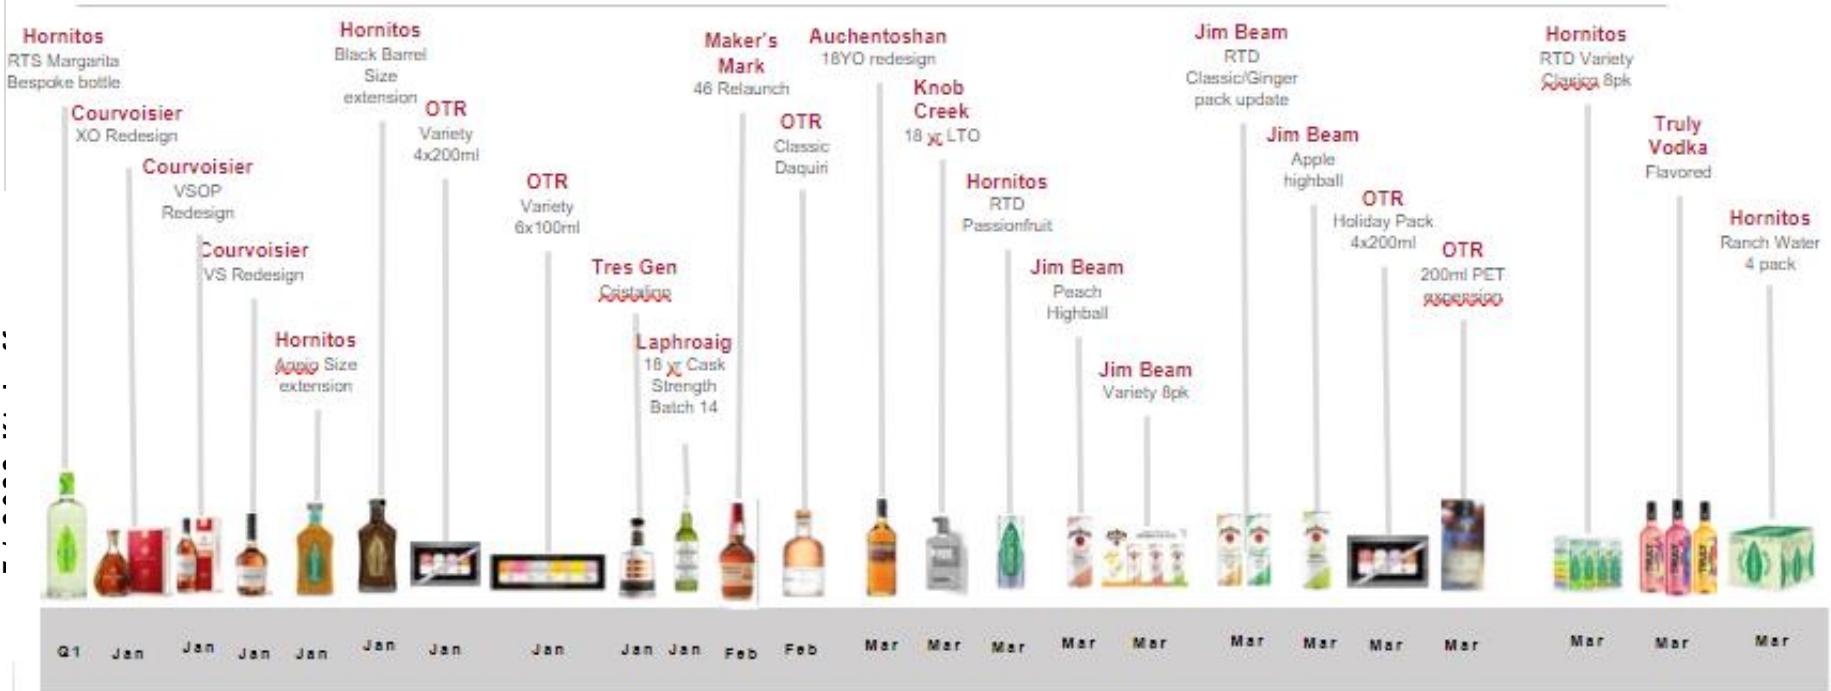 Hornitos
RTS Margarita
Bespoke bottle
Courvoisier
XO Redesign
Courvoisier
VSOP
Redesign
Courvoisier
VS Redesign
Hornitos
Size
extension
Hornitos
Black Barrel
Size
extension
OTR
Variety
4x200ml
OTR
Variety
6x100ml
Tres Gen
Cristalino
Laphroaig
yr Cask
Strength
Batch 14
Maker's
Mark
46 Relaunch
OTR
Classic
Daquiri
Auchentoshan
18YO redesign
Knob
Creek
18 yr LTO
Hornitos
RTD
Passionfruit
Jim Beam
Peach
Highball
Jim Beam
Variety 8pk
Jim Beam
RTD
Classic/Ginger
pack update
Jim Beam
Apple
highball
OTR
Holiday Pack
4x200ml
OTR
200ml PET
Hornitos
RTD Variety
8pk
Truly
Vodka
Flavored
Hornitos
Ranch Water
4 pack
Q1 Jan Jan Jan Jan Jan Jan Jan Jan Jan Feb Feb Mar Mar Mar Mar Mar Mar Mar Mar Mar Mar Mar Mar